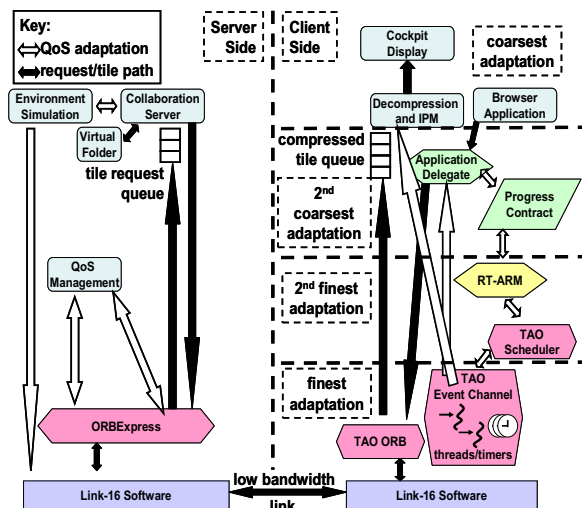 Key:
QoS adaptation
request/tile path
Server
Side
Client
Side
Cockpit
Display
coarsest
adaptation
Environment
Simulation
Collaboration
Server
Virtual
Folder
tile request
queue
Decompression
and IPM
Browser
Application
compressed
tile queue
Application
Delegate
2nd
coarsest
adaptation
Progress
Contract
QoS
Management
2nd finest
adaptation
RT-ARM
TAO
Scheduler
finest
adaptation
TAO
Event Channel
threads/timers
ORBExpress
TAO ORB
low bandwidth
link
Link-16 Software
Link-16 Software